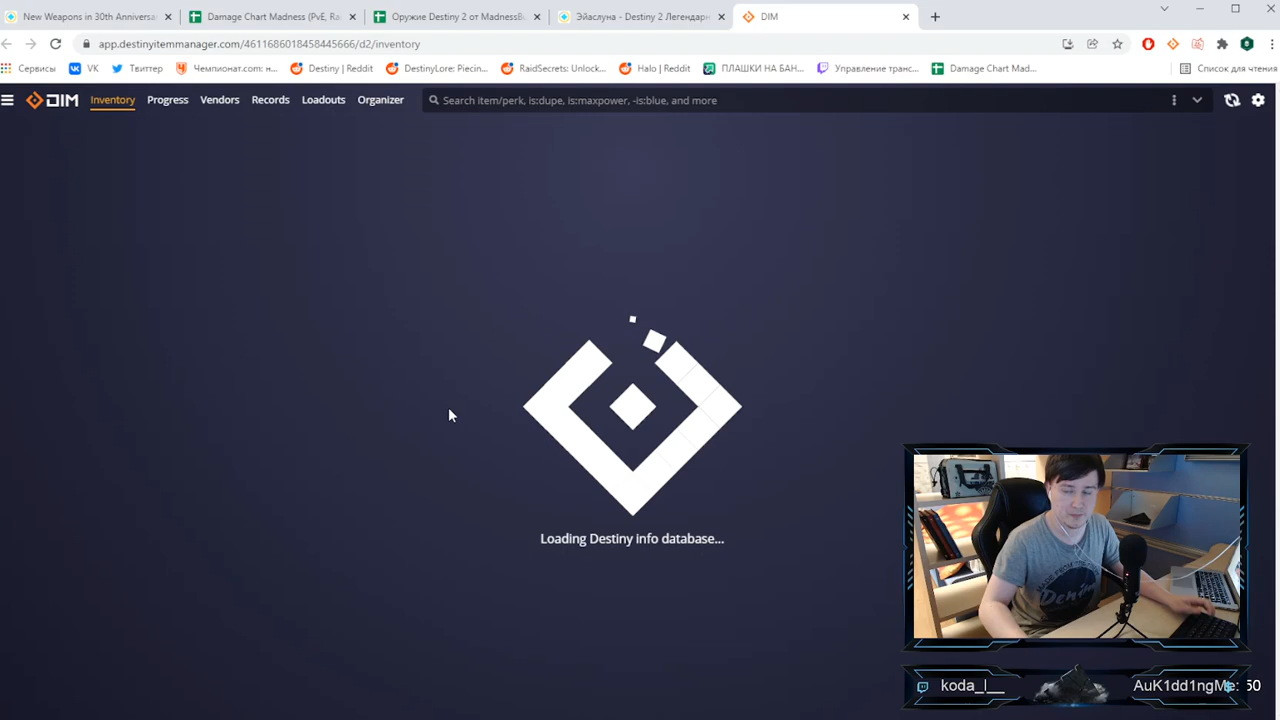 New Weapons in 30th Anniversa
Damage Chart Madness (PvE, Ra
Оружие Destiny 2 от MadnessB
Эйаслуна - Destiny 2 Легендарн
DIM
app.destinyitemmanager.com/4611686018458445666/d2/inventory
Сервисы
VK
Твиттер
Чемпионат.com: н...
Destiny | Reddit
DestinyLore: Piecin...
RaidSecrets: Unlock...
Halo | Reddit
ПЛАШКИ НА БАН...
Управление транс...
Damage Chart Mad...
Список для чтения
DIM
Inventory
Progress
Vendors
Records
Loadouts
Organizer
Search item/perk, is:dupe, is:maxpower, -is:blue, and more
Loading Destiny info database...
koda_l__
AuK1dd1ngMe: 50